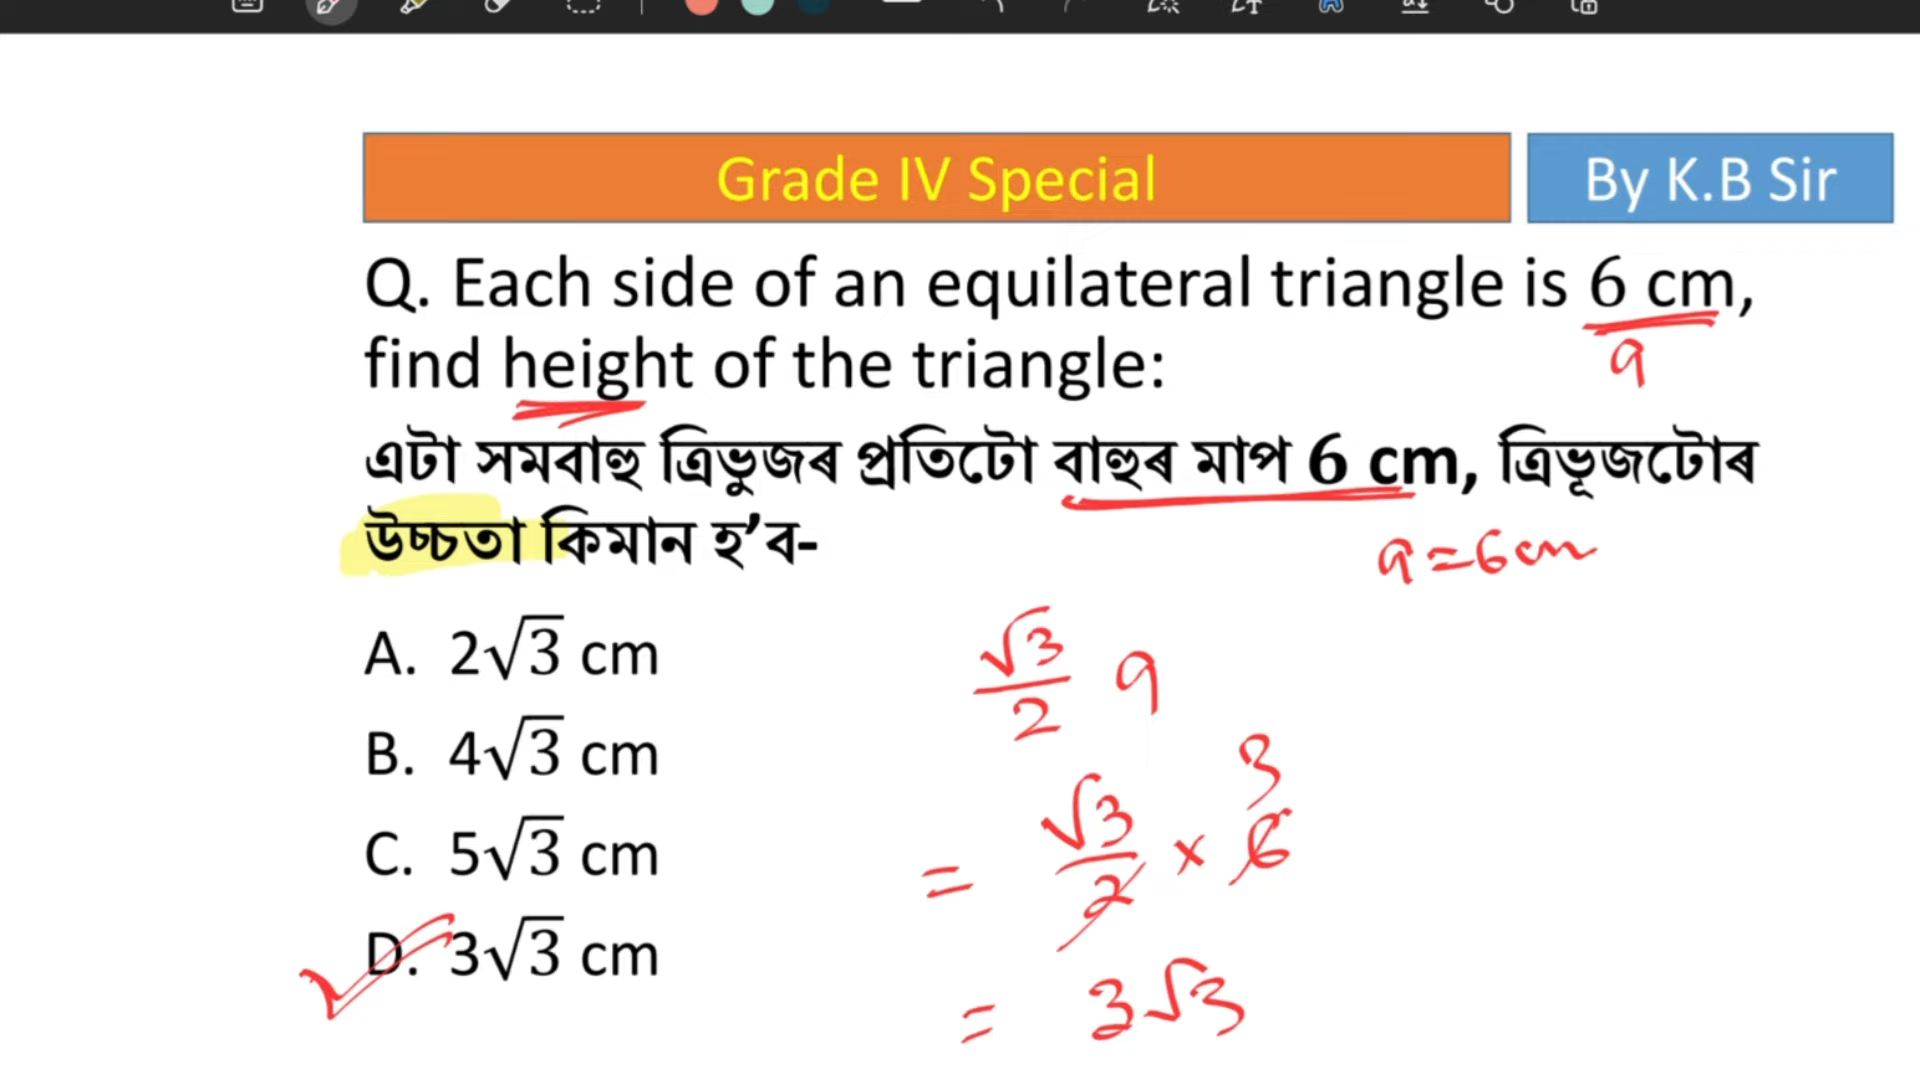 Grade IV Special
By K.B Sir
Q. Each side of an equilateral triangle is 6 cm,
a
find height of the triangle:
এটা সমবাহু ত্ৰিভুজৰ প্ৰতিটো বাহুৰ মাপ 6 cm, ত্ৰিভূজটোৰ
উচ্চতা কিমান হ’ব-
a = 6 cm
A. 2√3 cm
B. 4√3 cm
C. 5√3 cm
D. 3√3 cm
√3/2 a
3
= √3/2 × 6
= 3√3